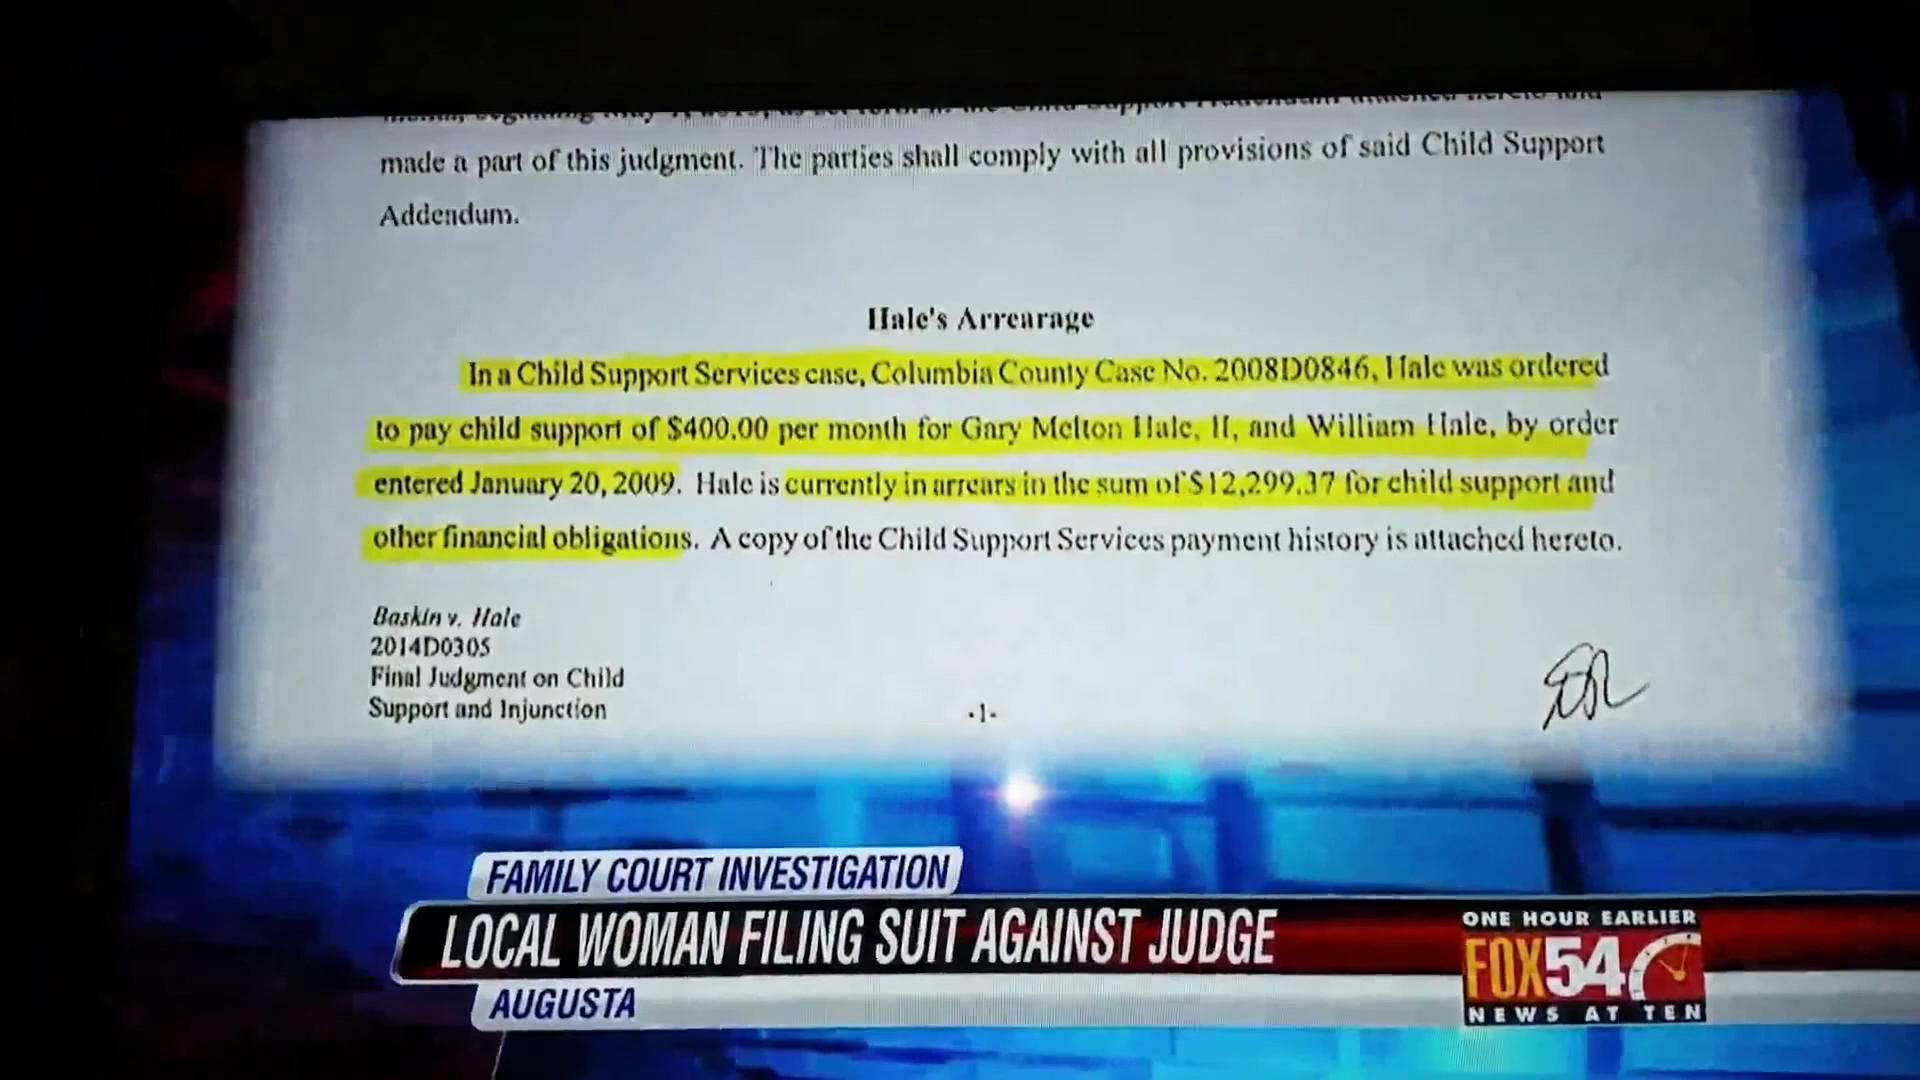 made a part of this judgment. The parties shall comply with all provisions of said Child Support
Addendum.
Hale's Arrearage
In a Child Support Services case, Columbia County Case No. 2008D0846, Hale was ordered
to pay child support of $400.00 per month for Gary Melton Hale, II, and William Hale, by order
entered January 20, 2009. Hale is currently in arrears in the sum of $12,299.37 for child support and
other financial obligations. A copy of the Child Support Services payment history is attached hereto.
Baskin v. Hale
2014D0305
Final Judgment on Child
Support and Injunction
-1-
FAMILY COURT INVESTIGATION
LOCAL WOMAN FILING SUIT AGAINST JUDGE
AUGUSTA
ONE HOUR EARLIER
FOX54
NEWS AT TEN